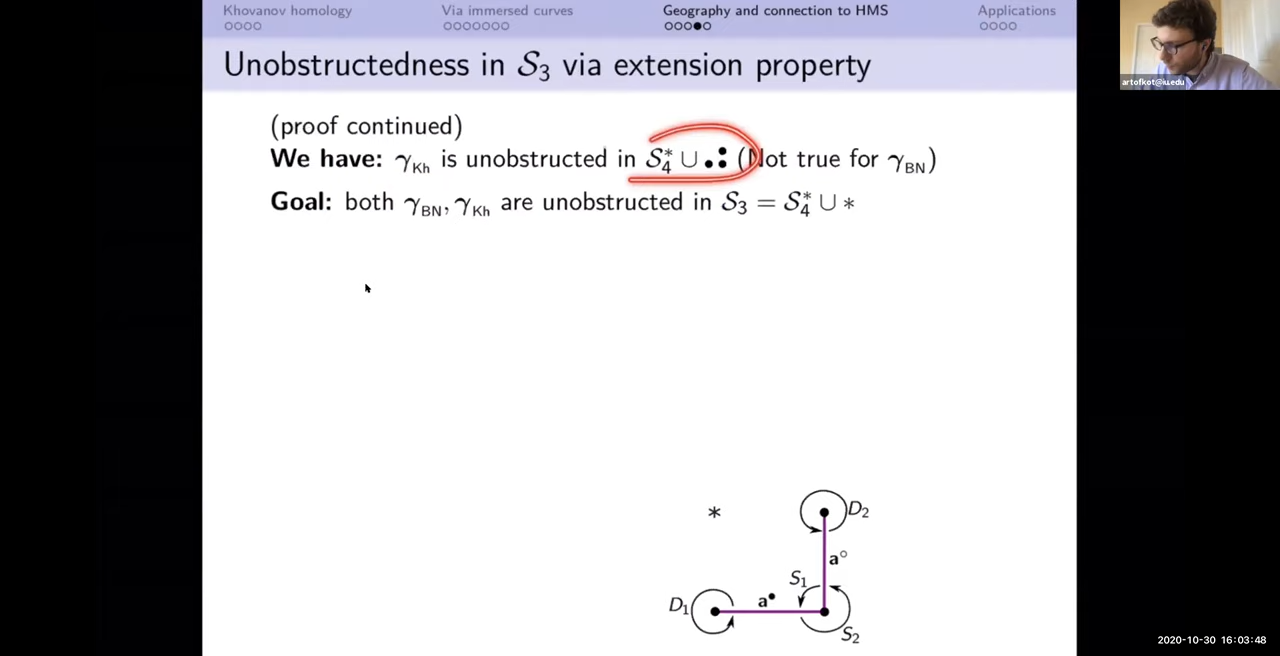 Khovanov homology Via immersed curves Geography and connection to HMS Applications
Unobstructedness in 𝒮₃ via extension property
(proof continued)
We have: γ_Kh is unobstructed in 𝒮₄* ∪ ●●● (Not true for γ_BN)
Goal: both γ_BN, γ_Kh are unobstructed in 𝒮₃ = 𝒮₄* ∪ *
* D₂
a°
S₁
D₁ a•
S₂
artofkot@iu.edu
2020-10-30 16:03:48